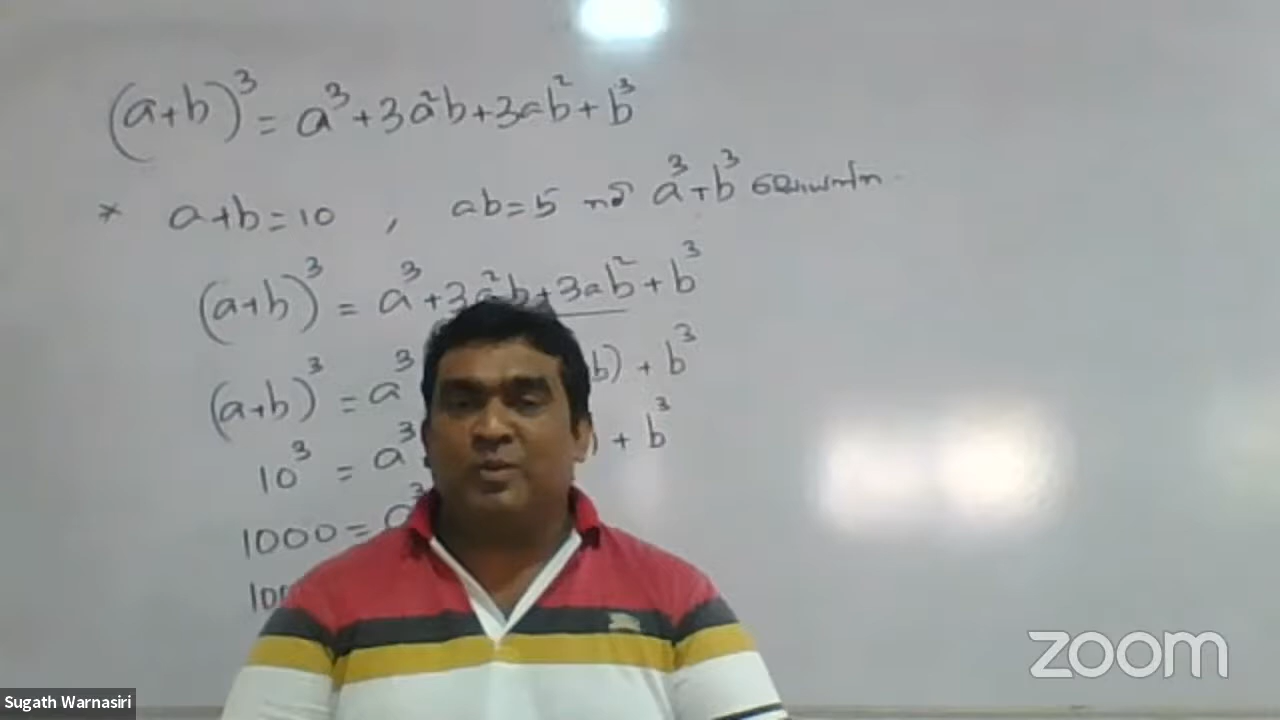 (a+b)³ = a³ + 3a²b + 3ab² + b³
* a+b = 10 , ab = 5 නම් a³+b³ සොයන්න
(a+b)³ = a³ + 3a²b + 3ab² + b³
(a+b)³ = a³ b) + b³
10³ = a³ ) + b³
1000 = a³
100
zoom
Sugath Warnasiri